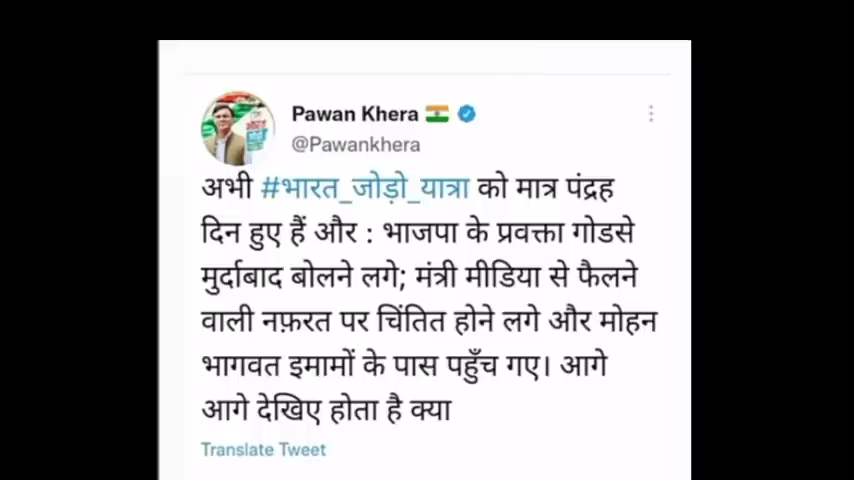 Pawan Khera
@Pawankhera
अभी #भारत_जोड़ो_यात्रा को मात्र पंद्रह
दिन हुए हैं और : भाजपा के प्रवक्ता गोडसे
मुर्दाबाद बोलने लगे; मंत्री मीडिया से फैलने
वाली नफ़रत पर चिंतित होने लगे और मोहन
भागवत इमामों के पास पहुँच गए। आगे
आगे देखिए होता है क्या
Translate Tweet